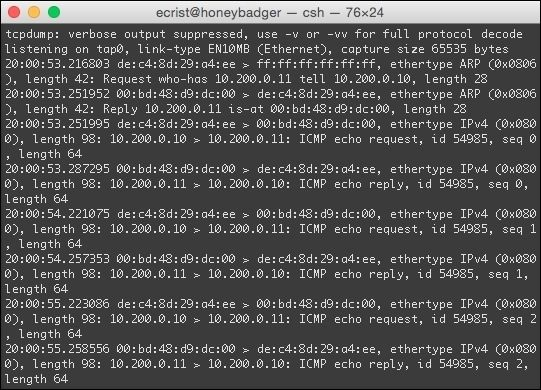 ecrist@honeybadger — csh — 76×24
tcpdump: verbose output suppressed, use -v or -vv for full protocol decode
listening on tap0, link-type EN10MB (Ethernet), capture size 65535 bytes
20:00:53.216803 de:c4:8d:29:a4:ee > ff:ff:ff:ff:ff:ff, ethertype ARP (0x0806
), length 42: Request who-has 10.200.0.11 tell 10.200.0.10, length 28
20:00:53.251952 00:bd:48:d9:dc:00 > de:c4:8d:29:a4:ee, ethertype ARP (0x0806
), length 42: Reply 10.200.0.11 is-at 00:bd:48:d9:dc:00, length 28
20:00:53.251995 de:c4:8d:29:a4:ee > 00:bd:48:d9:dc:00, ethertype IPv4 (0x080
0), length 98: 10.200.0.10 > 10.200.0.11: ICMP echo request, id 54985, seq 0
, length 64
20:00:53.287295 00:bd:48:d9:dc:00 > de:c4:8d:29:a4:ee, ethertype IPv4 (0x080
0), length 98: 10.200.0.11 > 10.200.0.10: ICMP echo reply, id 54985, seq 0,
length 64
20:00:54.221075 de:c4:8d:29:a4:ee > 00:bd:48:d9:dc:00, ethertype IPv4 (0x080
0), length 98: 10.200.0.10 > 10.200.0.11: ICMP echo request, id 54985, seq 1
, length 64
20:00:54.257353 00:bd:48:d9:dc:00 > de:c4:8d:29:a4:ee, ethertype IPv4 (0x080
0), length 98: 10.200.0.11 > 10.200.0.10: ICMP echo reply, id 54985, seq 1,
length 64
20:00:55.223086 de:c4:8d:29:a4:ee > 00:bd:48:d9:dc:00, ethertype IPv4 (0x080
0), length 98: 10.200.0.10 > 10.200.0.11: ICMP echo request, id 54985, seq 2
, length 64
20:00:55.258556 00:bd:48:d9:dc:00 > de:c4:8d:29:a4:ee, ethertype IPv4 (0x080
0), length 98: 10.200.0.11 > 10.200.0.10: ICMP echo reply, id 54985, seq 2,
length 64